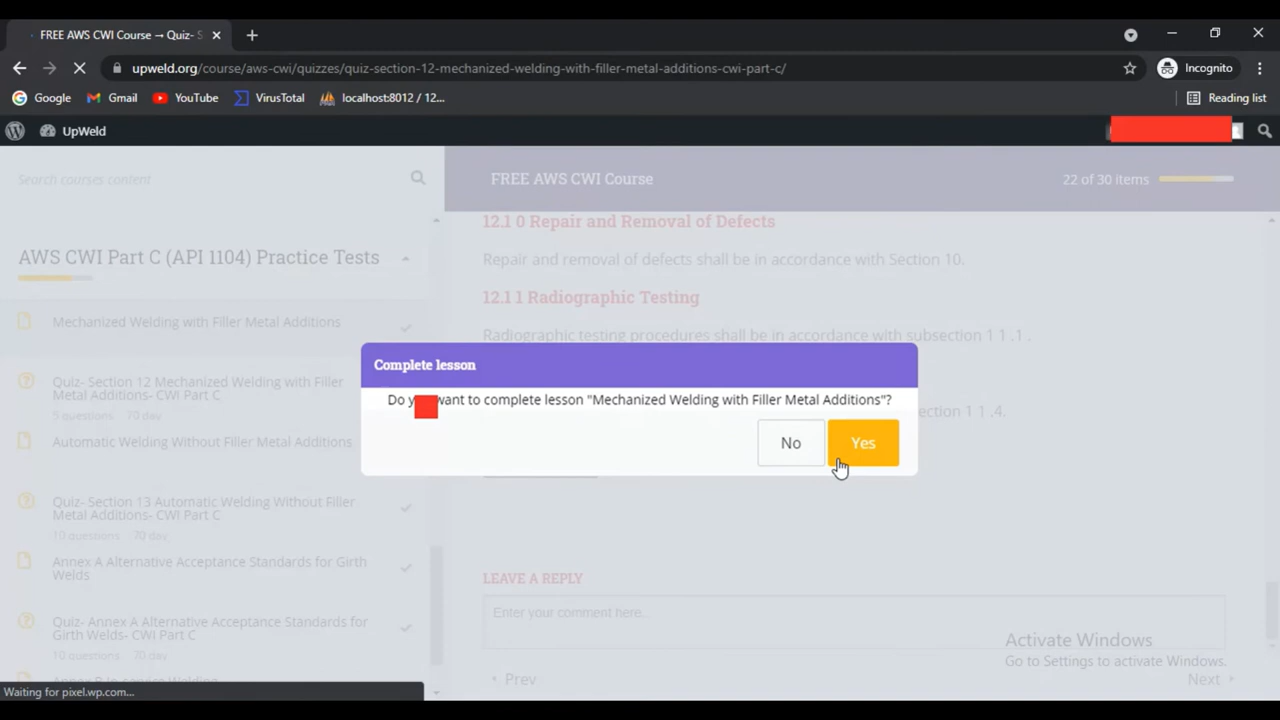 FREE AWS CWI Course → Quiz- S
upweld.org/course/aws-cwi/quizzes/quiz-section-12-mechanized-welding-with-filler-metal-additions-cwi-part-c/
Incognito
Google Gmail YouTube VirusTotal localhost:8012 / 12... Reading list
UpWeld
Search courses content
FREE AWS CWI Course 22 of 30 items
AWS CWI Part C (API 1104) Practice Tests
Mechanized Welding with Filler Metal Additions
Quiz- Section 12 Mechanized Welding with Filler
Metal Additions- CWI Part C
5 questions 70 day
Automatic Welding Without Filler Metal Additions
Quiz- Section 13 Automatic Welding Without Filler
Metal Additions- CWI Part C
10 questions 70 day
Annex A Alternative Acceptance Standards for Girth
Welds
Quiz- Annex A Alternative Acceptance Standards for
Girth Welds- CWI Part C
10 questions 70 day
Annex B In-service Welding
12.1 0 Repair and Removal of Defects
Repair and removal of defects shall be in accordance with Section 10.
12.1 1 Radiographic Testing
Radiographic testing procedures shall be in accordance with subsection 1 1 .1 .
section 1 1 .4.
Complete lesson
Do want to complete lesson "Mechanized Welding with Filler Metal Additions"?
No Yes
LEAVE A REPLY
Enter your comment here...
Activate Windows
Go to Settings to activate Windows.
Prev Next
Waiting for pixel.wp.com...